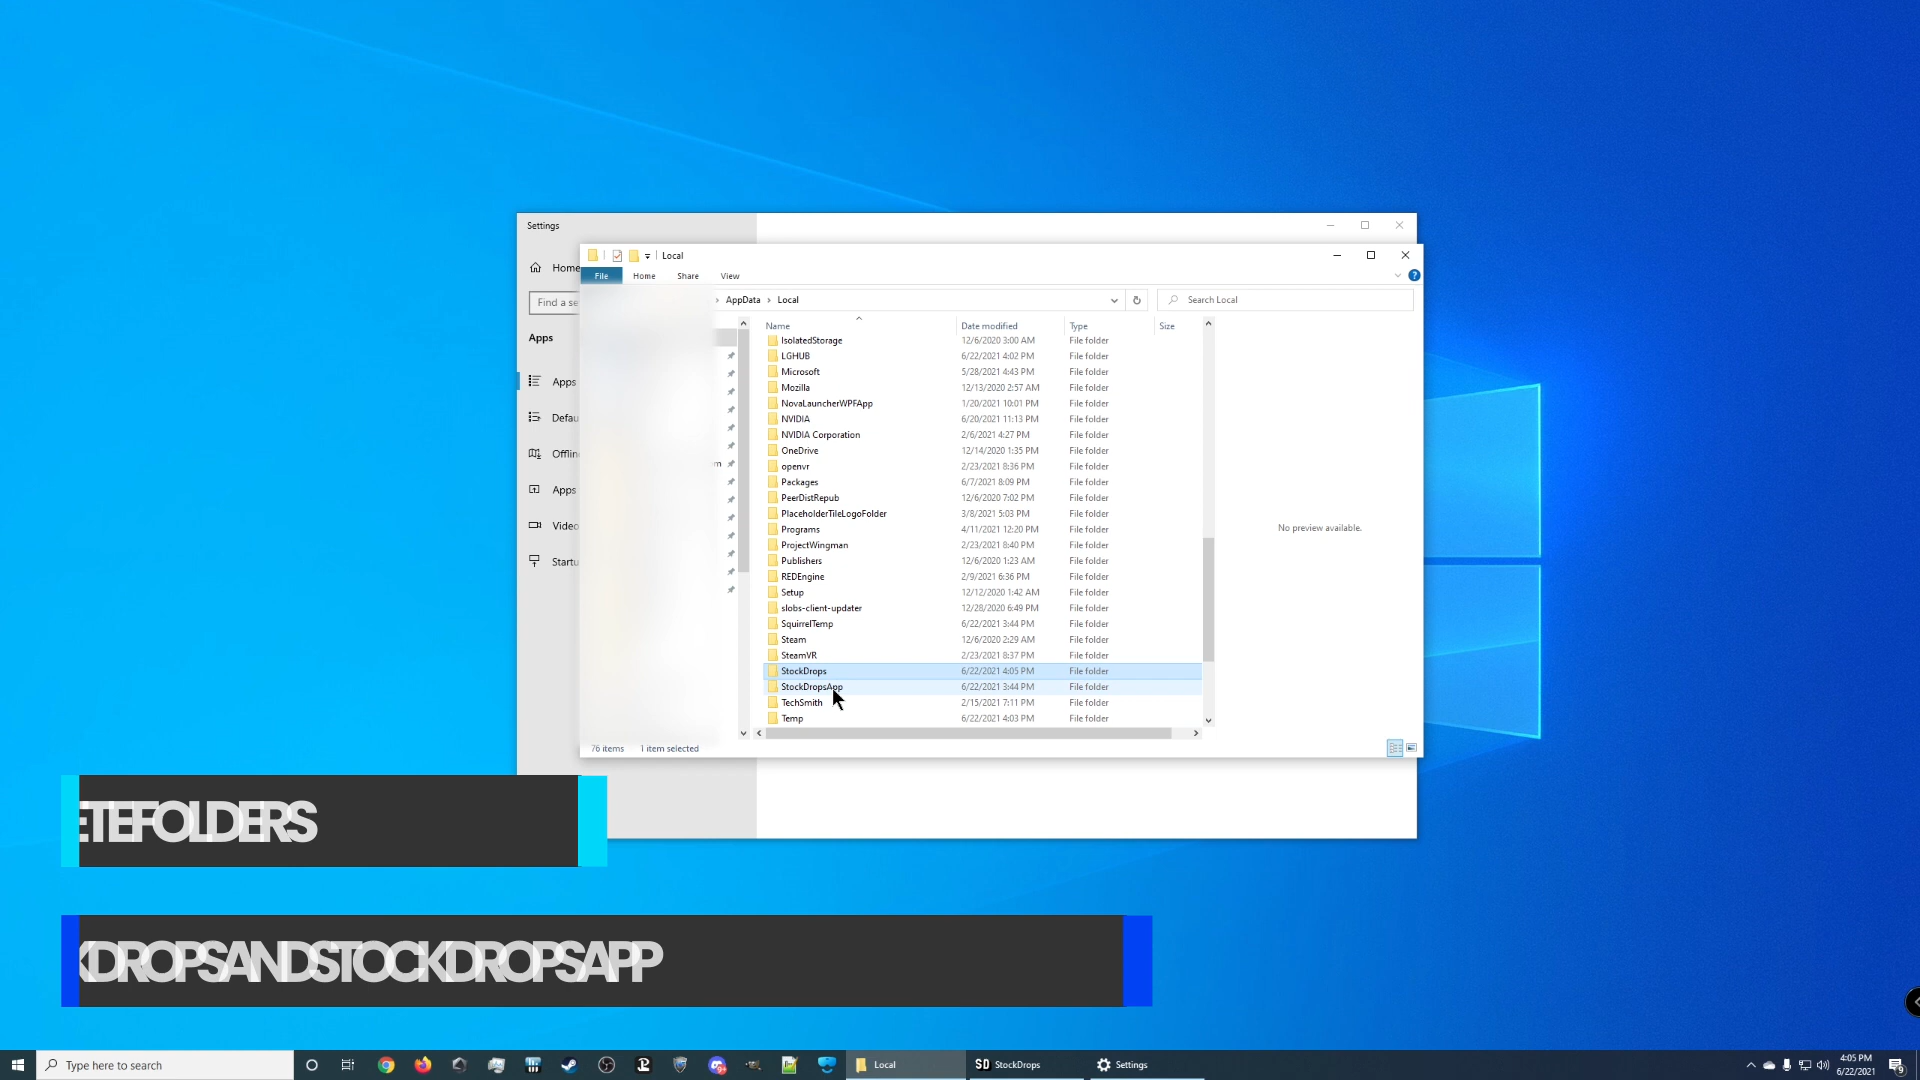 Settings
Home
Find a se
Apps
Apps
Defau
Offlin
Apps
Video
Startu
Local
File Home Share View
AppData Local
Search Local
Name Date modified Type Size
IsolatedStorage 12/6/2020 3:00 AM File folder
LGHUB 6/22/2021 4:02 PM File folder
Microsoft 5/28/2021 4:43 PM File folder
Mozilla 12/13/2020 2:57 AM File folder
NovaLauncherWPFApp 1/20/2021 10:01 PM File folder
NVIDIA 6/20/2021 11:13 PM File folder
NVIDIA Corporation 2/6/2021 4:27 PM File folder
OneDrive 12/14/2020 1:35 PM File folder
openvr 2/23/2021 8:36 PM File folder
Packages 6/7/2021 8:09 PM File folder
PeerDistRepub 12/6/2020 7:02 PM File folder
PlaceholderTileLogoFolder 3/8/2021 5:03 PM File folder
Programs 4/11/2021 12:20 PM File folder
ProjectWingman 2/23/2021 8:40 PM File folder
Publishers 12/6/2020 1:23 AM File folder
REDEngine 2/9/2021 6:36 PM File folder
Setup 12/12/2020 1:42 AM File folder
slobs-client-updater 12/28/2020 6:49 PM File folder
SquirrelTemp 6/22/2021 3:44 PM File folder
Steam 12/6/2020 2:29 AM File folder
SteamVR 2/23/2021 8:37 PM File folder
StockDrops 6/22/2021 4:05 PM File folder
StockDropsApp 6/22/2021 3:44 PM File folder
TechSmith 2/15/2021 7:11 PM File folder
Temp 6/22/2021 4:03 PM File folder
No preview available.
76 items 1 item selected
ETEFOLDERS
KDROPSANDSTOCKDROPSAPP
Type here to search
Local
SD StockDrops
Settings
4:05 PM
6/22/2021